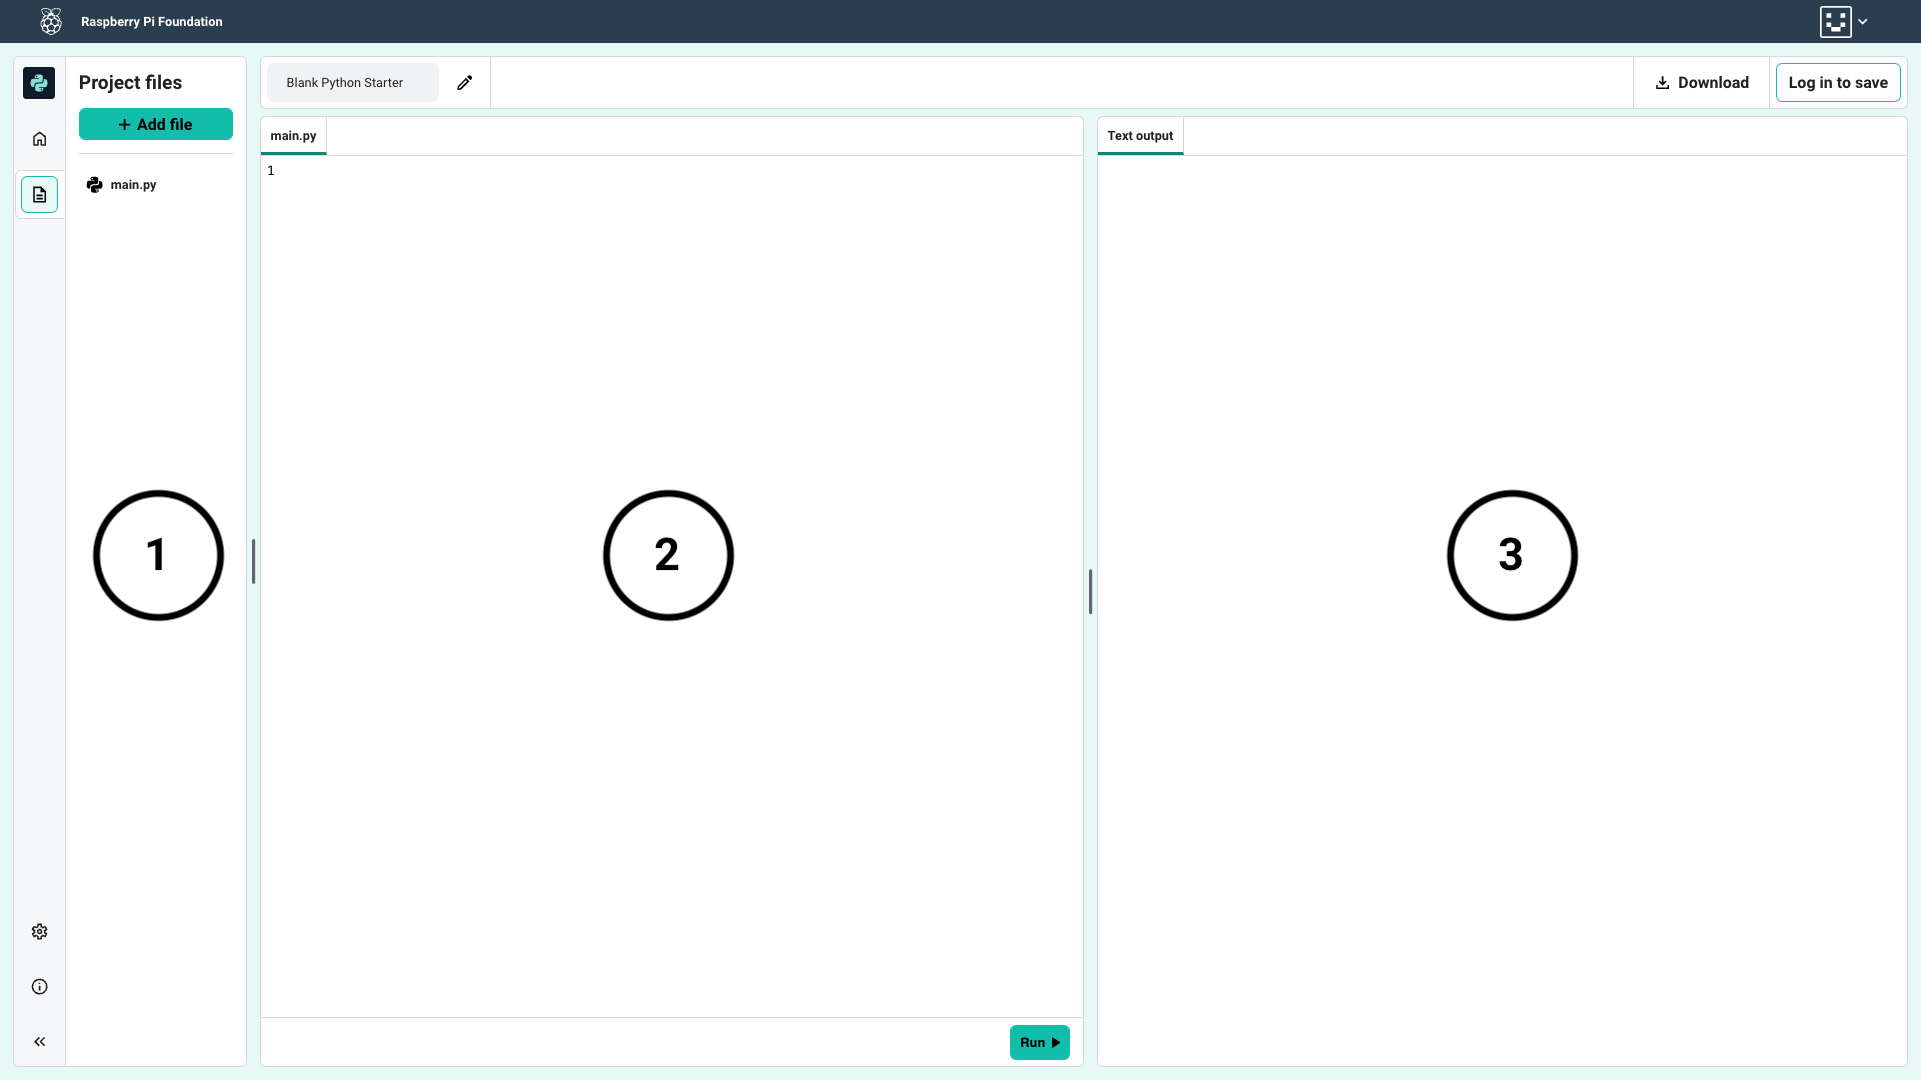 Raspberry Pi Foundation
Project files
+ Add file
main.py
Blank Python Starter
Download
Log in to save
main.py
1
Text output
1
2
3
Run